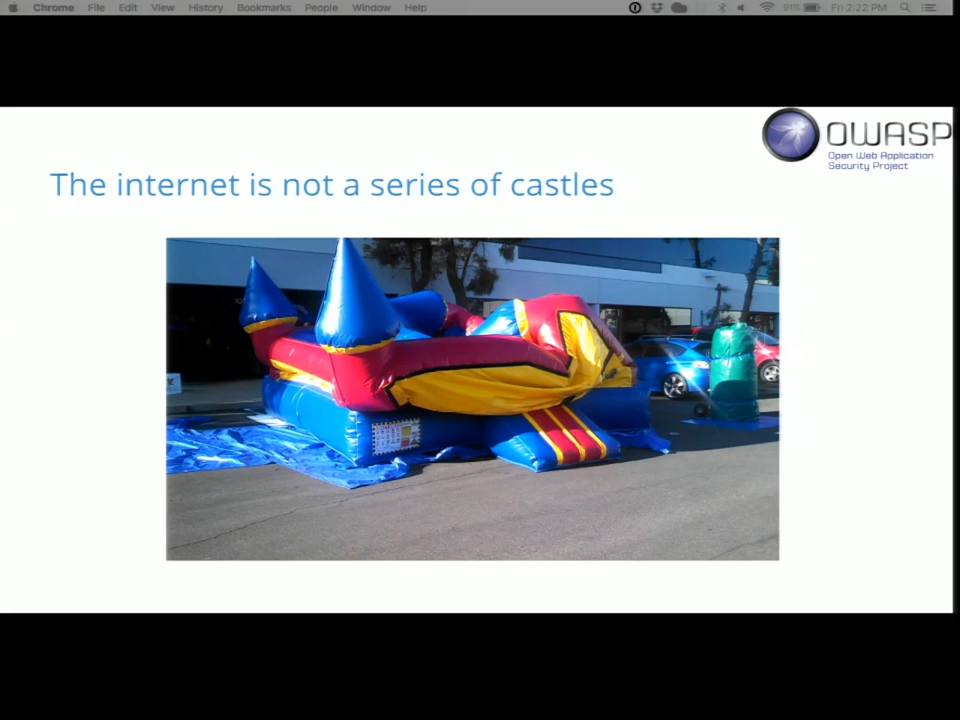 Chrome File Edit View History Bookmarks People Window Help 91% Fri 2:22 PM
OWASP
Open Web Application
Security Project
The internet is not a series of castles